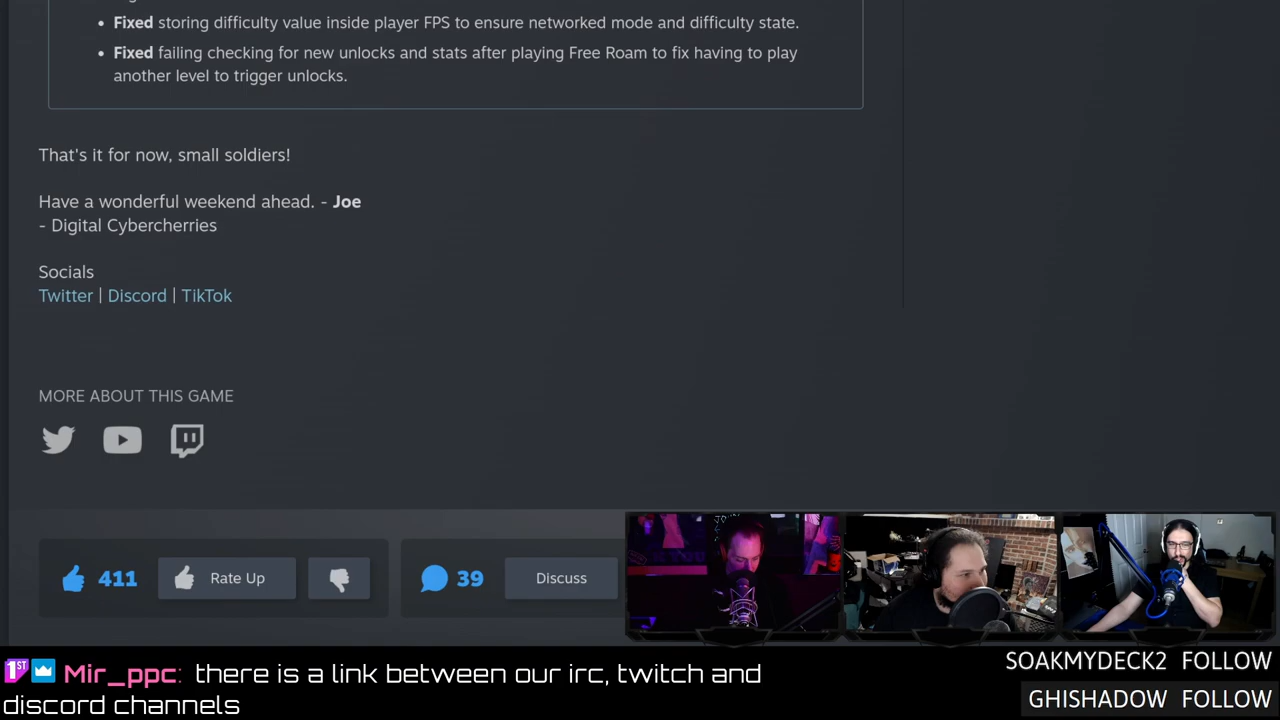 • Fixed storing difficulty value inside player FPS to ensure networked mode and difficulty state.
• Fixed failing checking for new unlocks and stats after playing Free Roam to fix having to play
another level to trigger unlocks.
That's it for now, small soldiers!
Have a wonderful weekend ahead. - Joe
- Digital Cybercherries
Socials
Twitter | Discord | TikTok
MORE ABOUT THIS GAME
411 Rate Up
39 Discuss
1ST Mir_ppc: there is a link between our irc, twitch and
discord channels
SOAKMYDECK2 FOLLOW
GHISHADOW FOLLOW